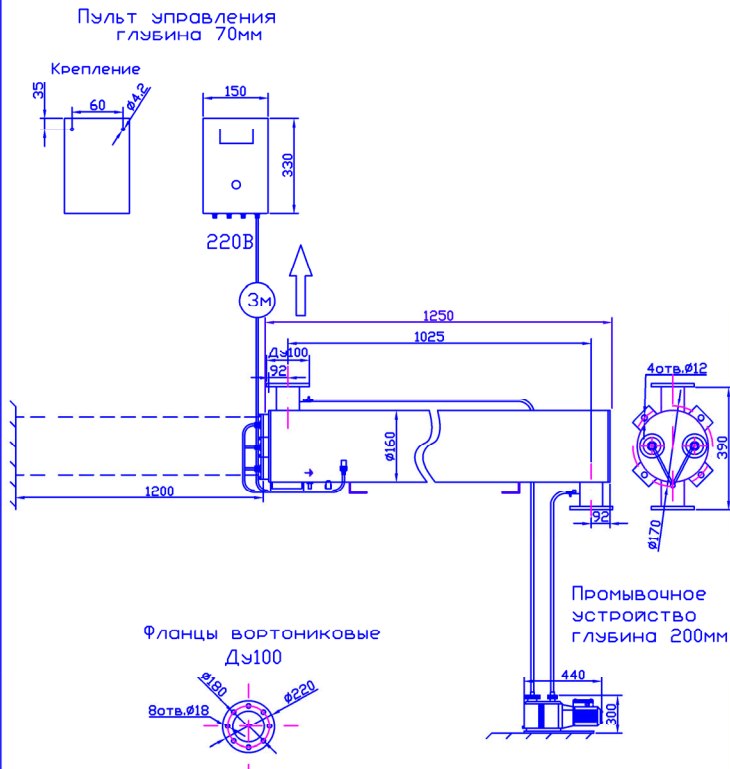 Пульт управления
глубина 70мм
Крепление
35
60
Ø4.2
150
330
220В
3м
1250
1025
Ду100
92
4отв.Ø12
Ø160
390
1200
92
Ø170
Промывочное
устройство
глубина 200мм
Фланцы вортониковые
Ду100
440
Ø180
Ø220
8отв.Ø18
300